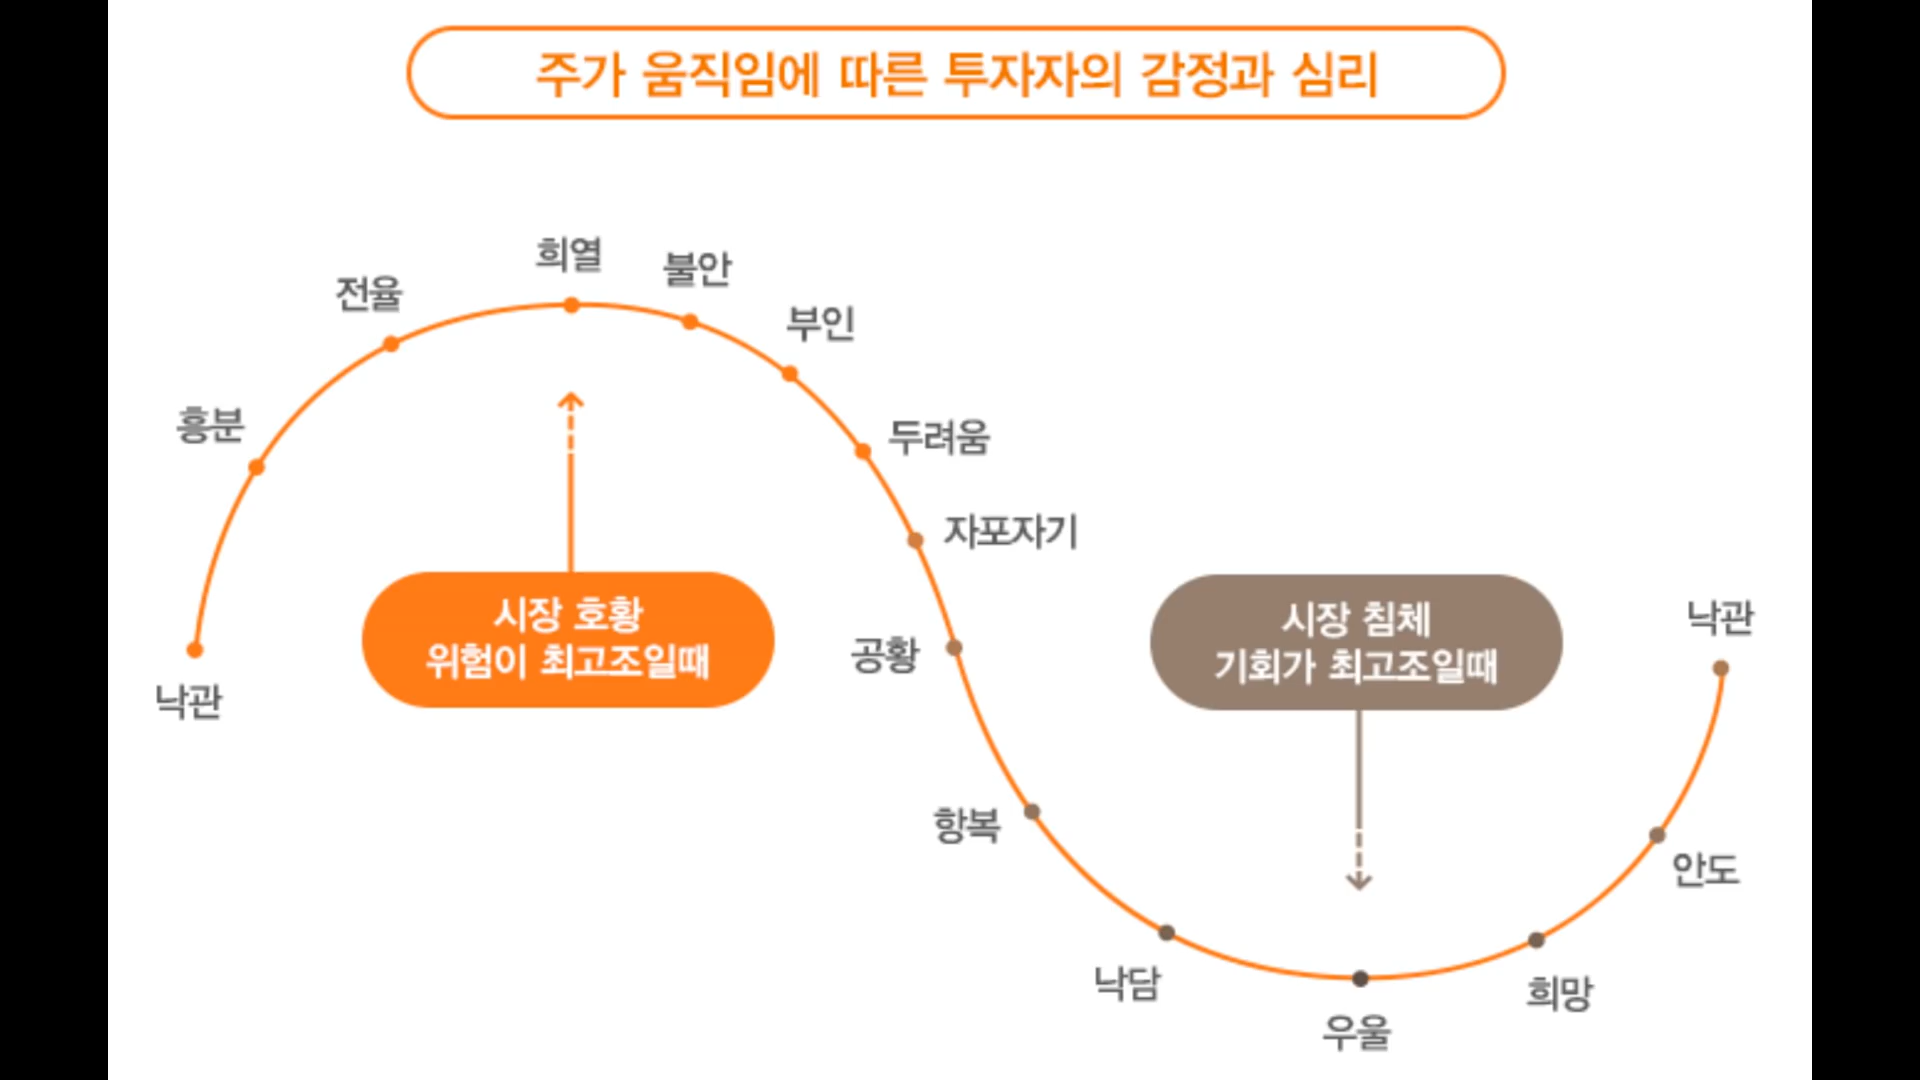 주가 움직임에 따른 투자자의 감정과 심리
낙관
흥분
전율
희열
불안
부인
두려움
자포자기
공황
항복
낙담
우울
희망
안도
낙관
시장 호황
위험이 최고조일때
시장 침체
기회가 최고조일때